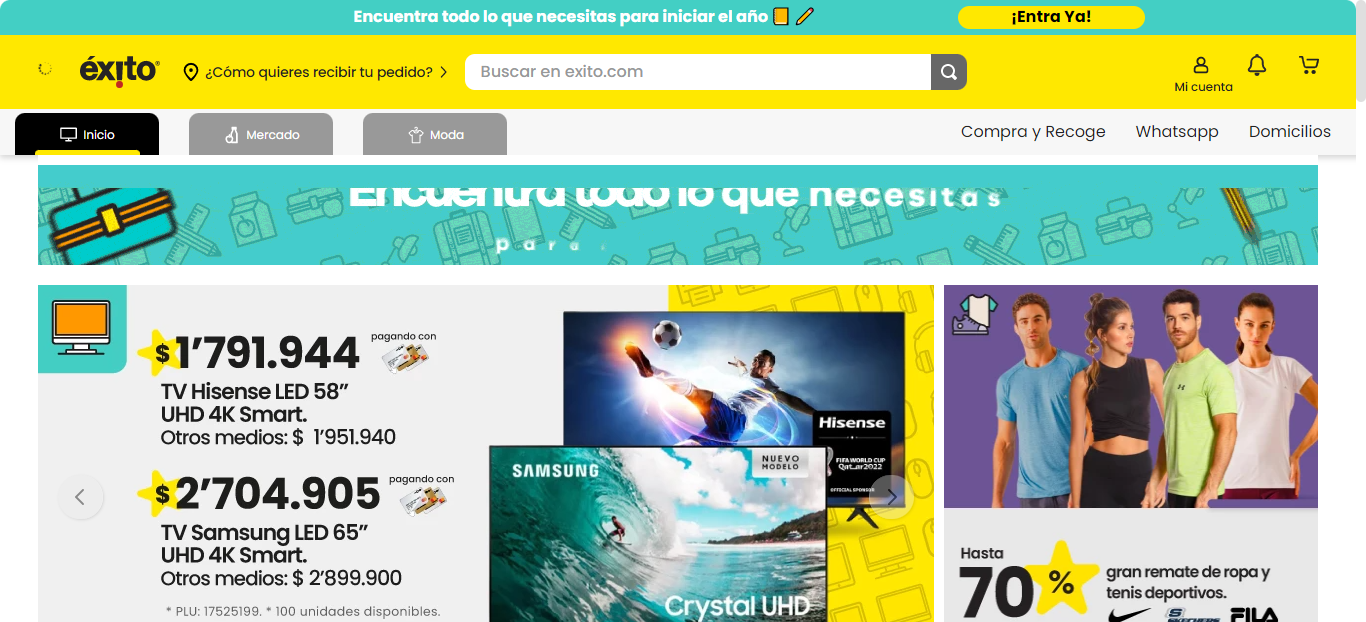 Encuentra todo lo que necesitas para iniciar el año
¡Entra Ya!
éxito
¿Cómo quieres recibir tu pedido?
Buscar en exito.com
Mi cuenta
Inicio
Mercado
Moda
Compra y Recoge
Whatsapp
Domicilios
Encuentra todo lo que necesitas
para
$1’791.944
pagando con
TV Hisense LED 58”
UHD 4K Smart.
Otros medios: $ 1’951.940
$2’704.905
pagando con
TV Samsung LED 65”
UHD 4K Smart.
Otros medios: $ 2’899.900
* PLU: 17525199. * 100 unidades disponibles.
Hisense
FIFA WORLD CUP
Qatar2022
OFFICIAL SPONSOR
SAMSUNG
NUEVO
MODELO
Crystal UHD
Hasta
70%
gran remate de ropa y
tenis deportivos.
SKECHERS
FILA